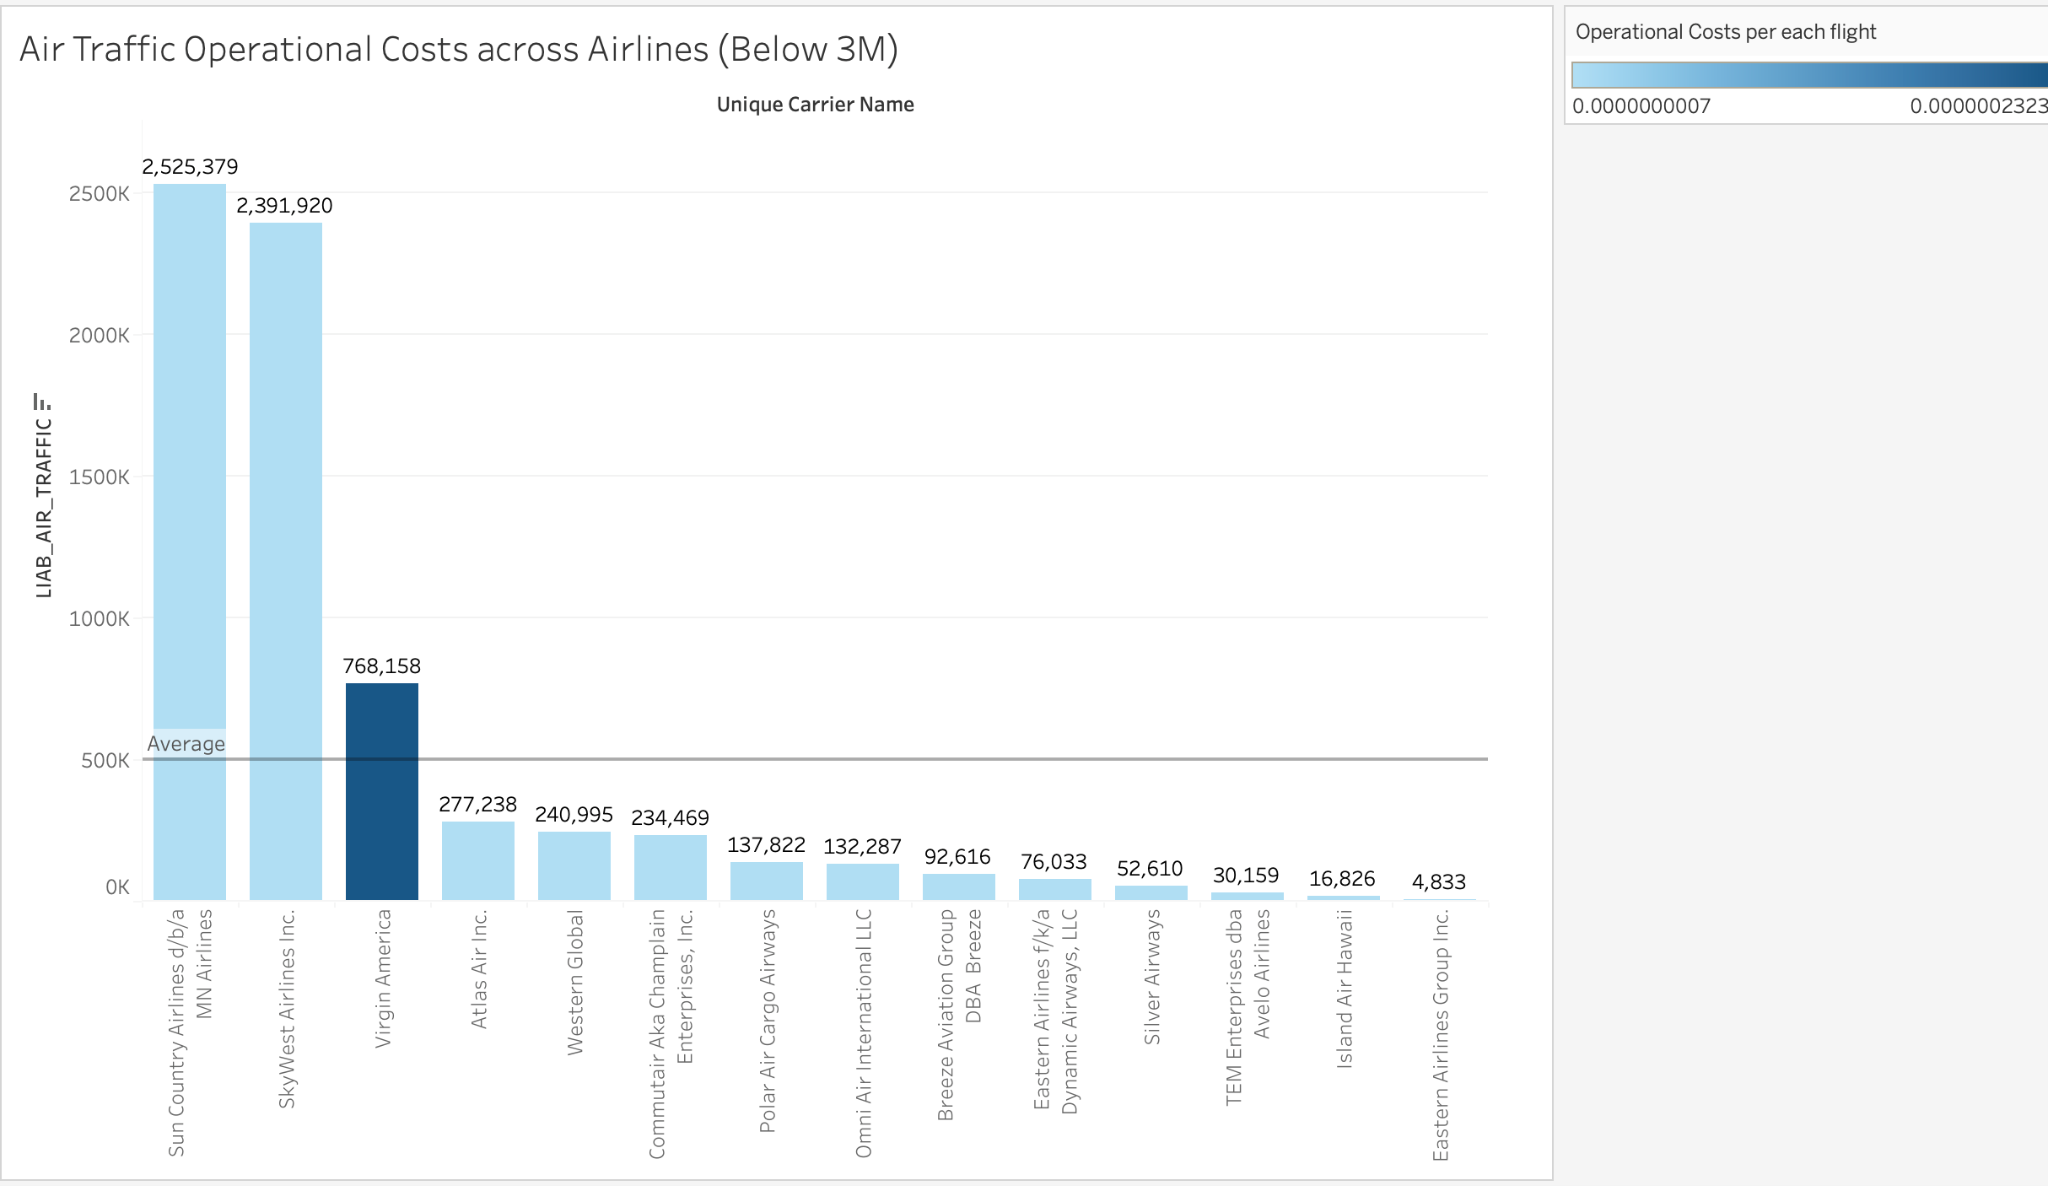 Air Traffic Operational Costs across Airlines (Below 3M)
Operational Costs per each flight
0.0000000007
0.0000002323
Unique Carrier Name
LIAB_AIR_TRAFFIC
2500K
2000K
1500K
1000K
500K
0K
Average
2,525,379
2,391,920
768,158
277,238
240,995
234,469
137,822
132,287
92,616
76,033
52,610
30,159
16,826
4,833
Sun Country Airlines d/b/a
MN Airlines
SkyWest Airlines Inc.
Virgin America
Atlas Air Inc.
Western Global
Commutair Aka Champlain
Enterprises, Inc.
Polar Air Cargo Airways
Omni Air International LLC
Breeze Aviation Group
DBA  Breeze
Eastern Airlines f/k/a
Dynamic Airways, LLC
Silver Airways
TEM Enterprises dba
Avelo Airlines
Island Air Hawaii
Eastern Airlines Group Inc.